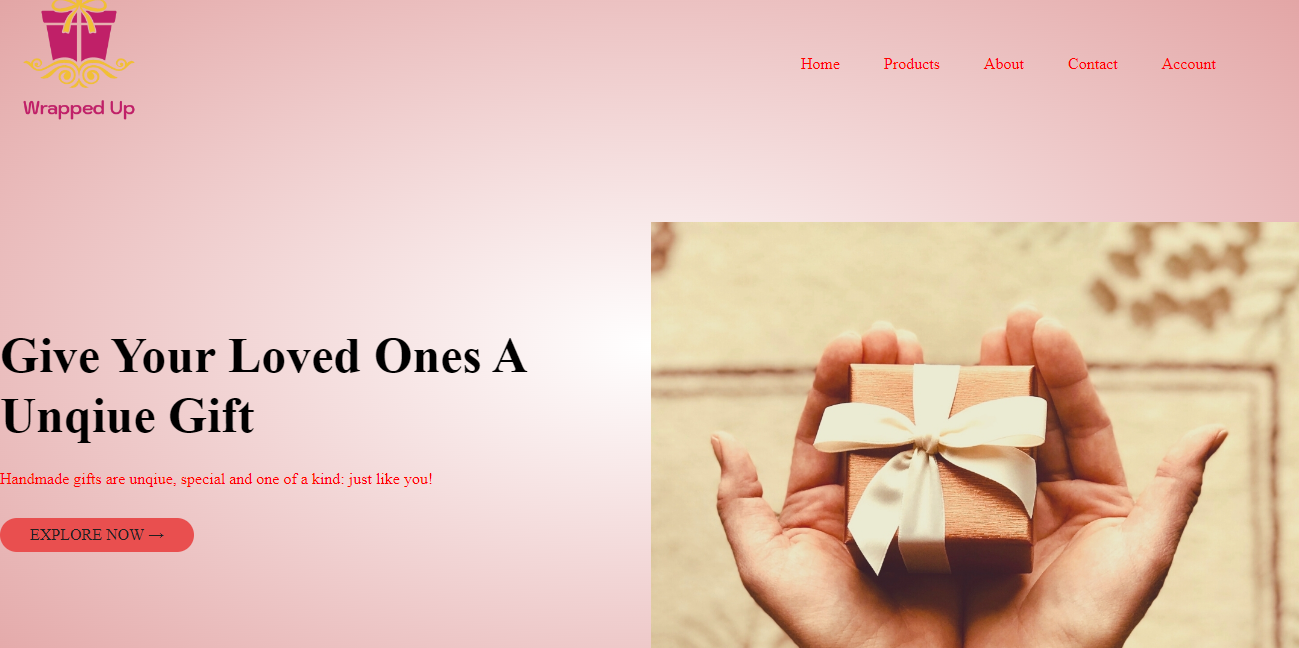 Wrapped Up
Home Products About Contact Account
Give Your Loved Ones A
Unqiue Gift
Handmade gifts are unqiue, special and one of a kind: just like you!
EXPLORE NOW →